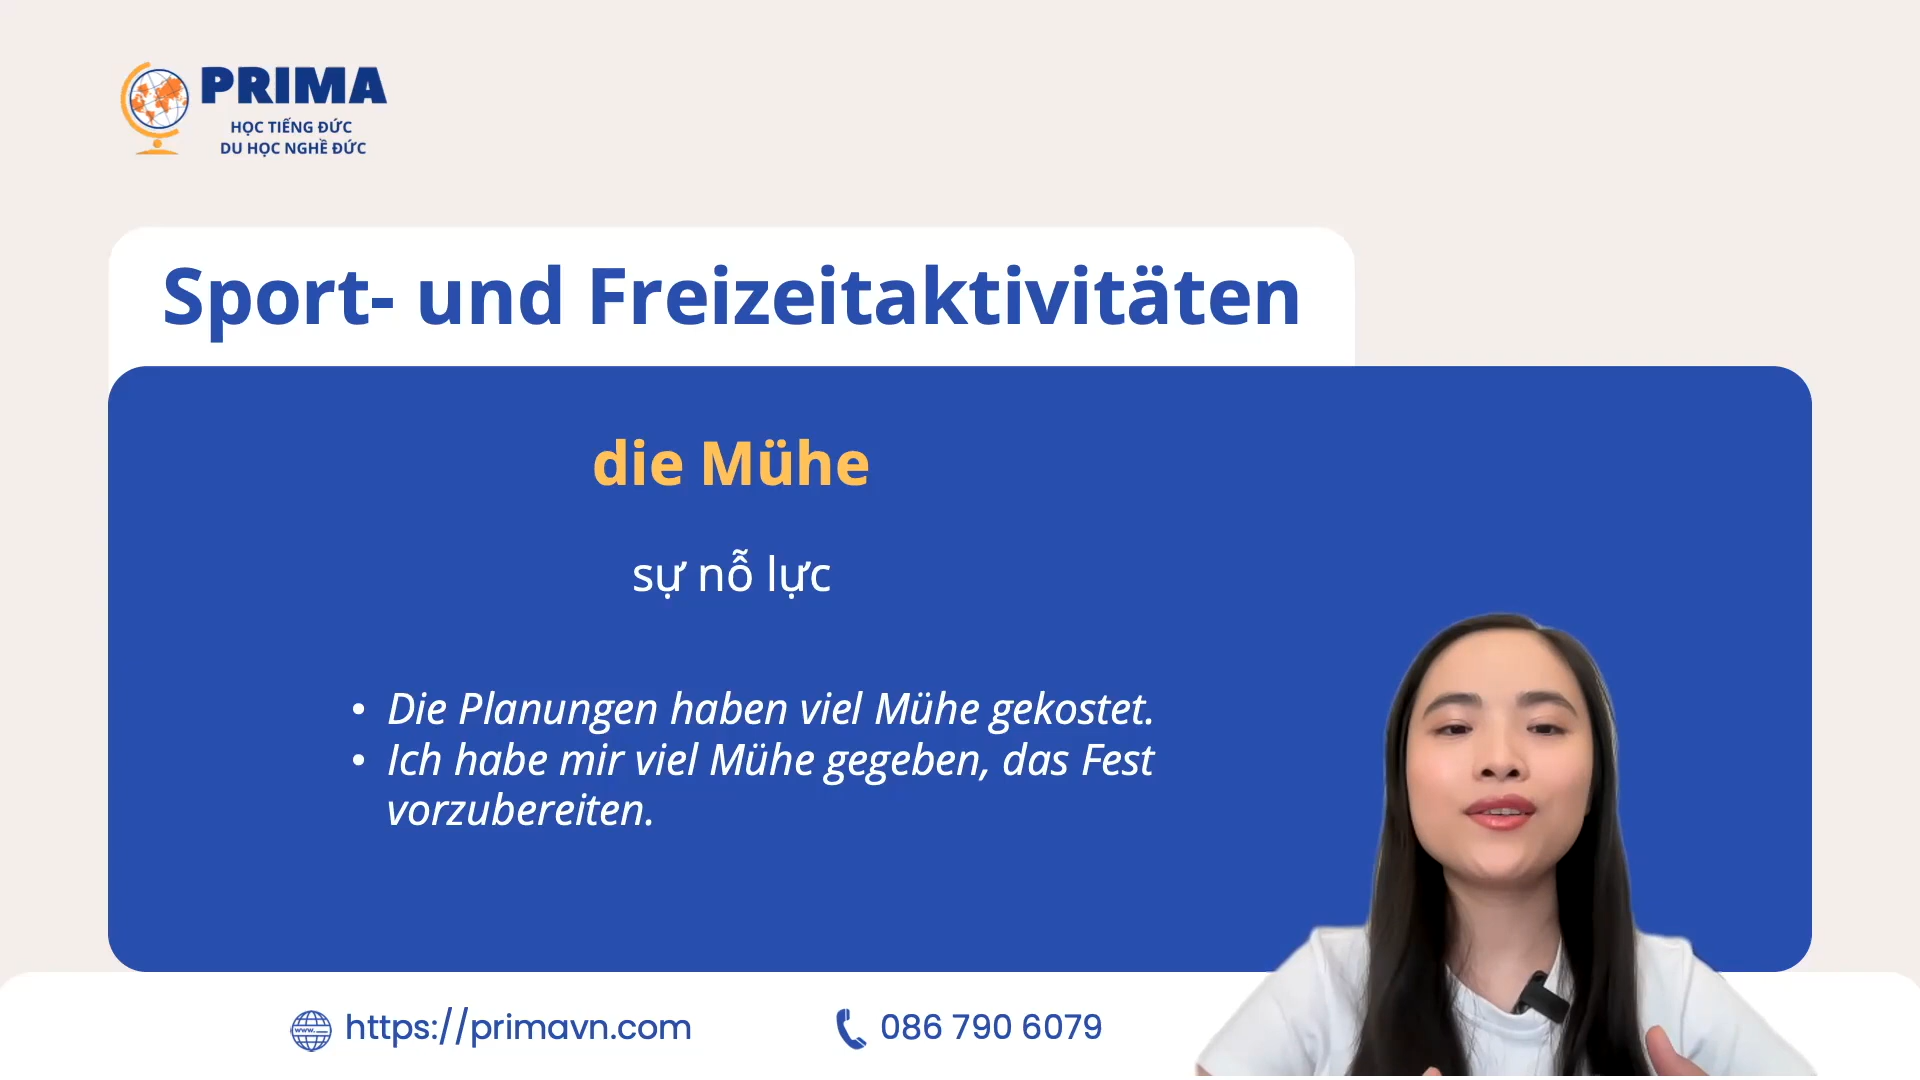 PRIMA
HỌC TIẾNG ĐỨC
DU HỌC NGHỀ ĐỨC
Sport- und Freizeitaktivitäten
die Mühe
sự nỗ lực
• Die Planungen haben viel Mühe gekostet.
• Ich habe mir viel Mühe gegeben, das Fest
vorzubereiten.
www.
https://primavn.com
086 790 6079